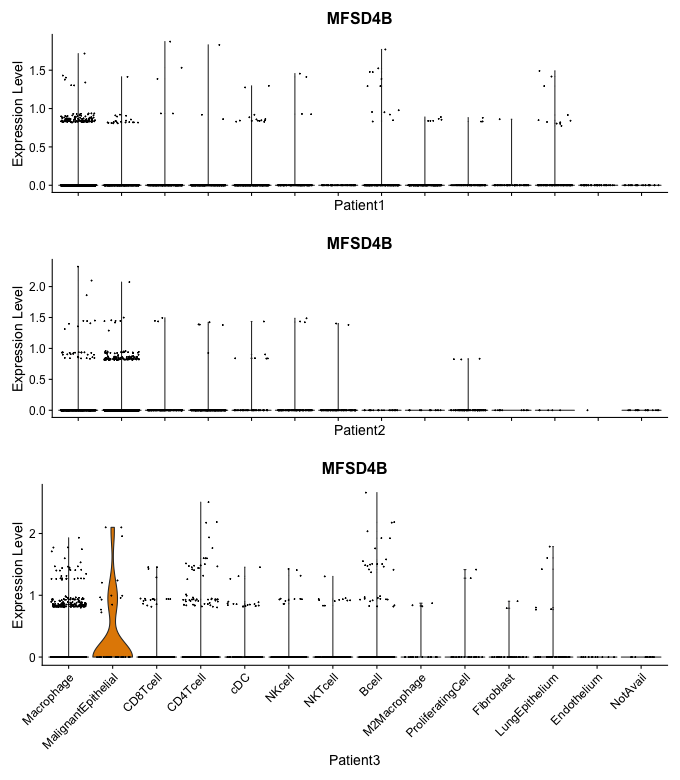 MFSD4B
Expression Level
1.5
1.0
0.5
0.0
Patient1
MFSD4B
Expression Level
2.0
1.5
1.0
0.5
0.0
Patient2
MFSD4B
Expression Level
2
1
0
Macrophage
MalignantEpithelial
CD8Tcell
CD4Tcell
cDC
NKcell
NKTcell
Bcell
M2Macrophage
ProliferatingCell
Fibroblast
LungEpithelium
Endothelium
NotAvail
Patient3